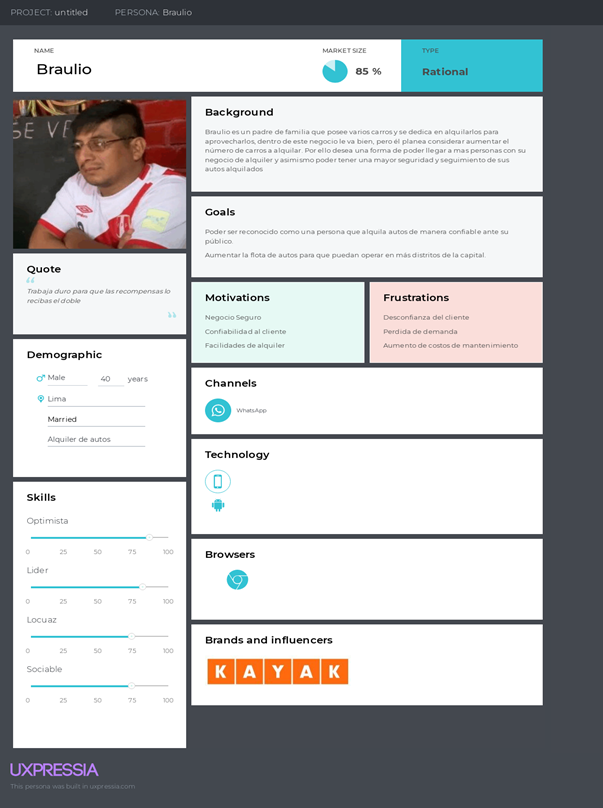 PROJECT: untitled PERSONA: Braulio
NAME
Braulio
MARKET SIZE
85 %
TYPE
Rational
SE VE
Background
Braulio es un padre de familia que posee varios carros y se dedica en alquilarlos para
aprovecharlos, dentro de este negocio le va bien, pero él planea considerar aumentar el
número de carros a alquilar. Por ello desea una forma de poder llegar a mas personas con su
negocio de alquiler y asimismo poder tener una mayor seguridad y seguimiento de sus
autos alquilados
Goals
Poder ser reconocido como una persona que alquila autos de manera confiable ante su
público.
Aumentar la flota de autos para que puedan operar en más distritos de la capital.
Quote
“
Trabaja duro para que las recompensas lo
recibas el doble
”
Motivations
Negocio Seguro
Confiabilidad al cliente
Facilidades de alquiler
Frustrations
Desconfianza del cliente
Perdida de demanda
Aumento de costos de mantenimiento
Demographic
Male 40 years
Lima
Married
Alquiler de autos
Channels
WhatsApp
Technology
Skills
Optimista
0 25 50 75 100
Lider
0 25 50 75 100
Locuaz
0 25 50 75 100
Sociable
0 25 50 75 100
Browsers
Brands and influencers
KAYAK
UXPRESSIA
This persona was built in uxpressia.com